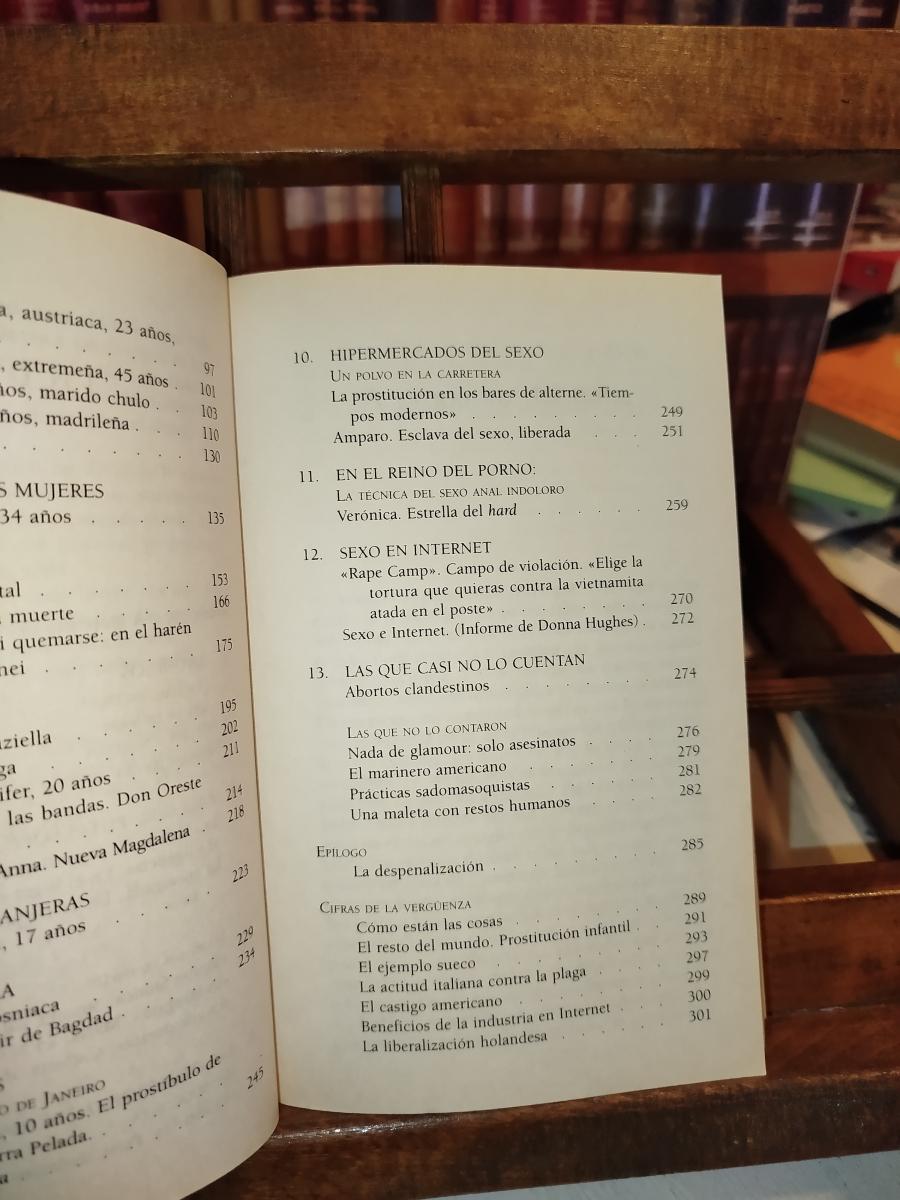 a, austriaca, 23 años,
. . . . . . . 97
, extremeña, 45 años . 101
ños, marido chulo . . 103
ños, madrileña . . . 110
. . . . . . . . 130
S MUJERES
34 años . . . . . . 135
tal . . . . . . . 153
muerte . . . . . 166
i quemarse: en el harén
nei . . . . . . . 175
. . . . . . . 195
ziella . . . . . . 202
ga . . . . . . . 211
ifer, 20 años
las bandas. Don Oreste
. . . . . . . 214
Anna. Nueva Magdalena . 218
ANJERAS
, 17 años . . . . . 223
A
osniaca . . . . . 229
ir de Bagdad . . . . 234
S
O DE JANEIRO
, 10 años. El prostíbulo de
rra Pelada. . . . . . 245
a
10. HIPERMERCADOS DEL SEXO
UN POLVO EN LA CARRETERA
La prostitución en los bares de alterne. «Tiem-
pos modernos» . . . . . . . . . 249
Amparo. Esclava del sexo, liberada . . . 251
11. EN EL REINO DEL PORNO:
LA TÉCNICA DEL SEXO ANAL INDOLORO
Verónica. Estrella del hard . . . . . . 259
12. SEXO EN INTERNET
«Rape Camp». Campo de violación. «Elige la
tortura que quieras contra la vietnamita
atada en el poste» . . . . . . . . 270
Sexo e Internet. (Informe de Donna Hughes) . 272
13. LAS QUE CASI NO LO CUENTAN
Abortos clandestinos . . . . . . . 274
LAS QUE NO LO CONTARON
Nada de glamour: solo asesinatos . . . . 276
El marinero americano . . . . . . 279
Prácticas sadomasoquistas . . . . . 281
Una maleta con restos humanos . . . . 282
EPÍLOGO
La despenalización . . . . . . . . 285
CIFRAS DE LA VERGÜENZA
Cómo están las cosas . . . . . . . 289
El resto del mundo. Prostitución infantil . 291
El ejemplo sueco . . . . . . . . 293
La actitud italiana contra la plaga . . . 297
El castigo americano . . . . . . . 299
Beneficios de la industria en Internet . . . 300
La liberalización holandesa . . . . . 301